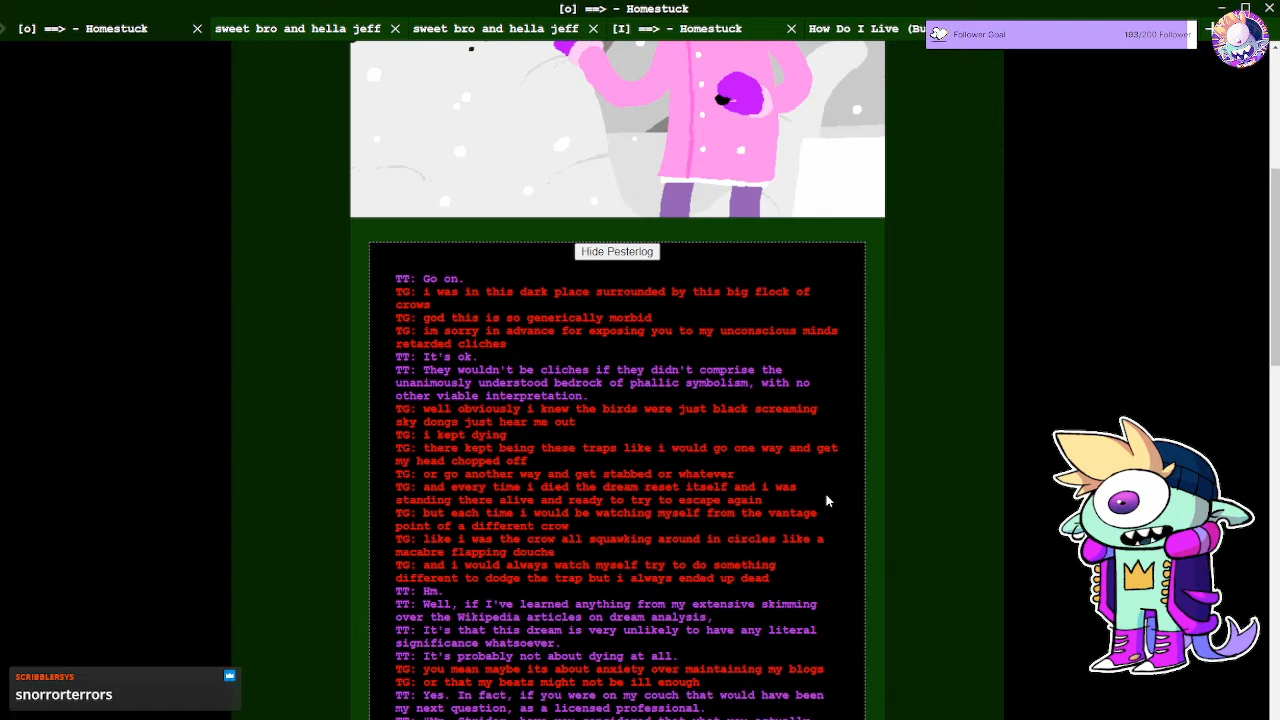 [o] ==> - Homestuck
[o] ==> - Homestuck
sweet bro and hella jeff
sweet bro and hella jeff
[I] ==> - Homestuck
How Do I Live (Bu
Follower Goal
193/200 Follower
Hide Pesterlog
TT: Go on.
TG: i was in this dark place surrounded by this big flock of
crows
TG: god this is so generically morbid
TG: im sorry in advance for exposing you to my unconscious minds
retarded cliches
TT: It's ok.
TT: They wouldn't be cliches if they didn't comprise the
unanimously understood bedrock of phallic symbolism, with no
other viable interpretation.
TG: well obviously i knew the birds were just black screaming
sky dongs just hear me out
TG: i kept dying
TG: there kept being these traps like i would go one way and get
my head chopped off
TG: or go another way and get stabbed or whatever
TG: and every time i died the dream reset itself and i was
standing there alive and ready to try to escape again
TG: but each time i would be watching myself from the vantage
point of a different crow
TG: like i was the crow all squawking around in circles like a
macabre flapping douche
TG: and i would always watch myself try to do something
different to dodge the trap but i always ended up dead
TT: Hm.
TT: Well, if I've learned anything from my extensive skimming
over the Wikipedia articles on dream analysis,
TT: It's that this dream is very unlikely to have any literal
significance whatsoever.
TT: It's probably not about dying at all.
TG: you mean maybe its about anxiety over maintaining my blogs
TG: or that my beats might not be ill enough
TT: Yes. In fact, if you were on my couch that would have been
my next question, as a licensed professional.
SCRIBBLERSYS
snorrorterrors